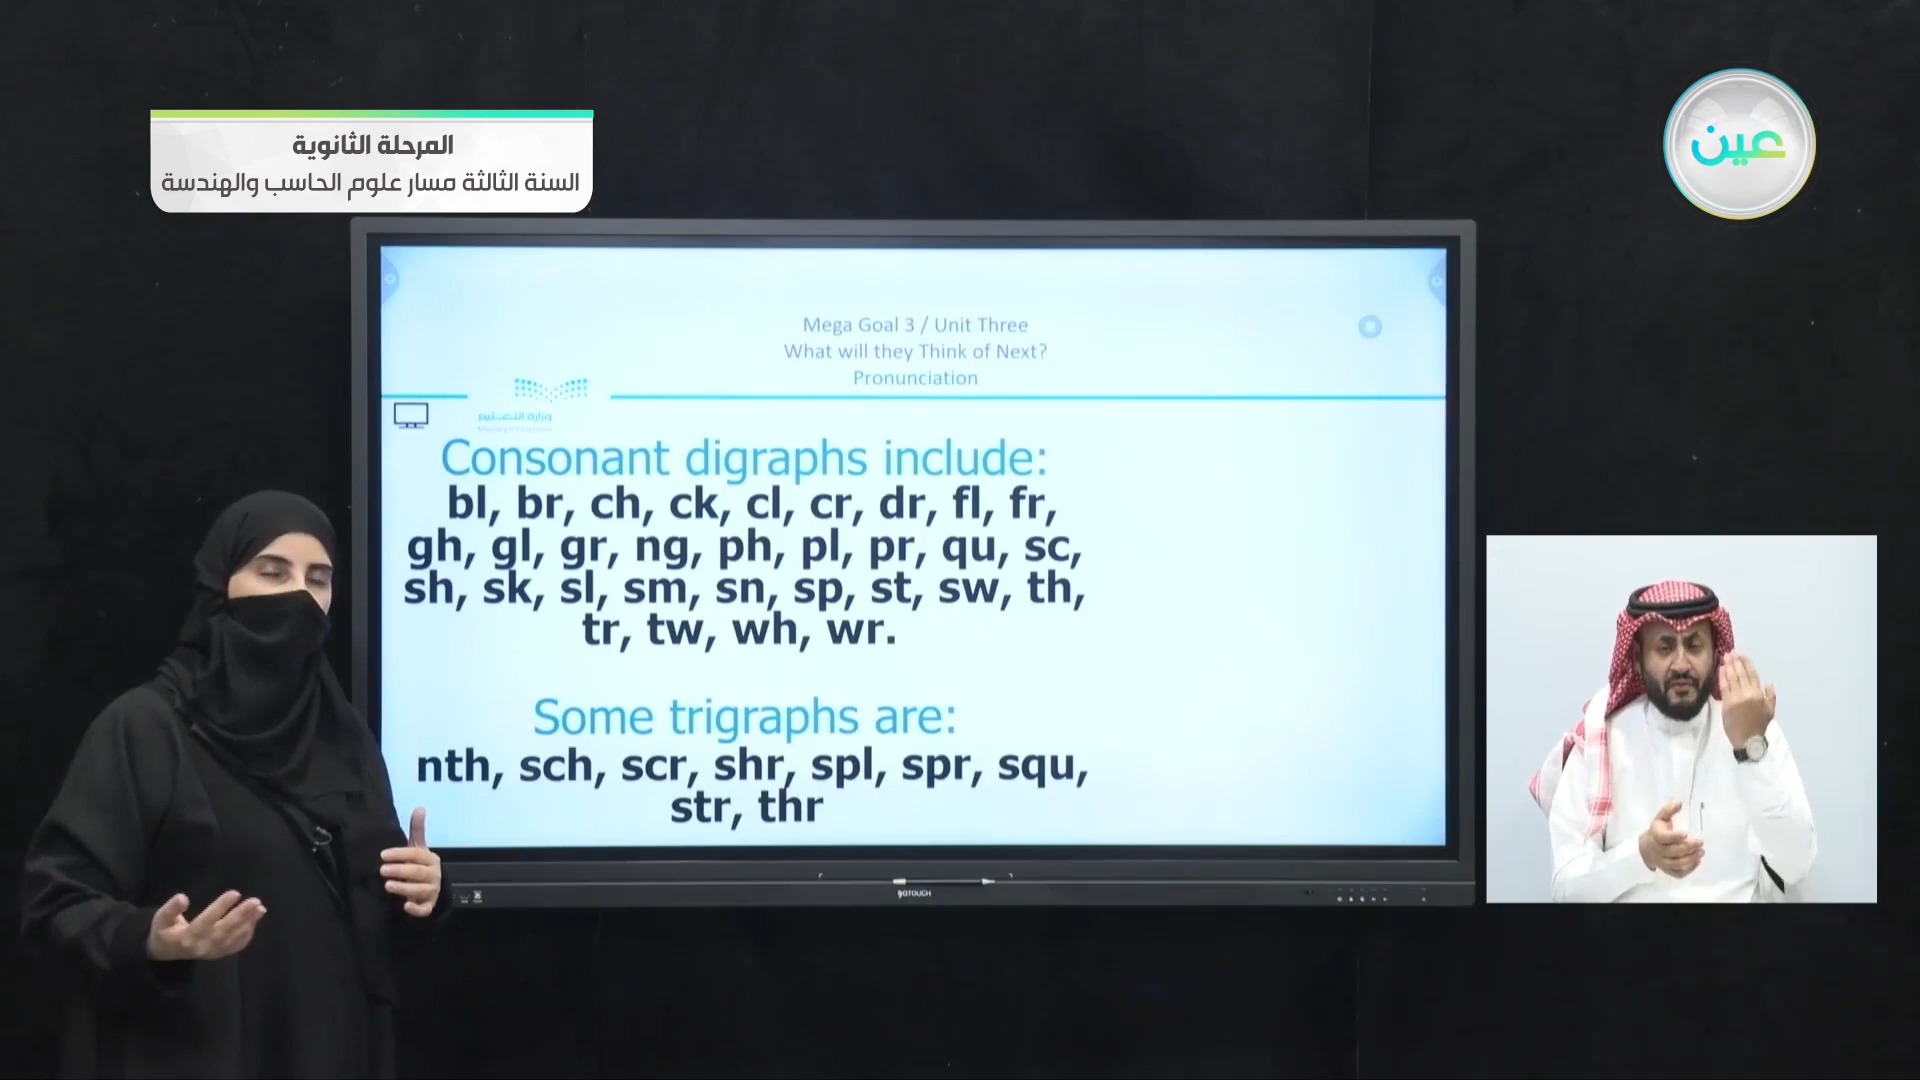 المرحلة الثانوية
السنة الثالثة مسار علوم الحاسب والهندسة
عين
Mega Goal 3 / Unit Three
What will they Think of Next?
Pronunciation
وزارة التعليم
Consonant digraphs include:
bl, br, ch, ck, cl, cr, dr, fl, fr,
gh, gl, gr, ng, ph, pl, pr, qu, sc,
sh, sk, sl, sm, sn, sp, st, sw, th,
tr, tw, wh, wr.
Some trigraphs are:
nth, sch, scr, shr, spl, spr, squ,
str, thr